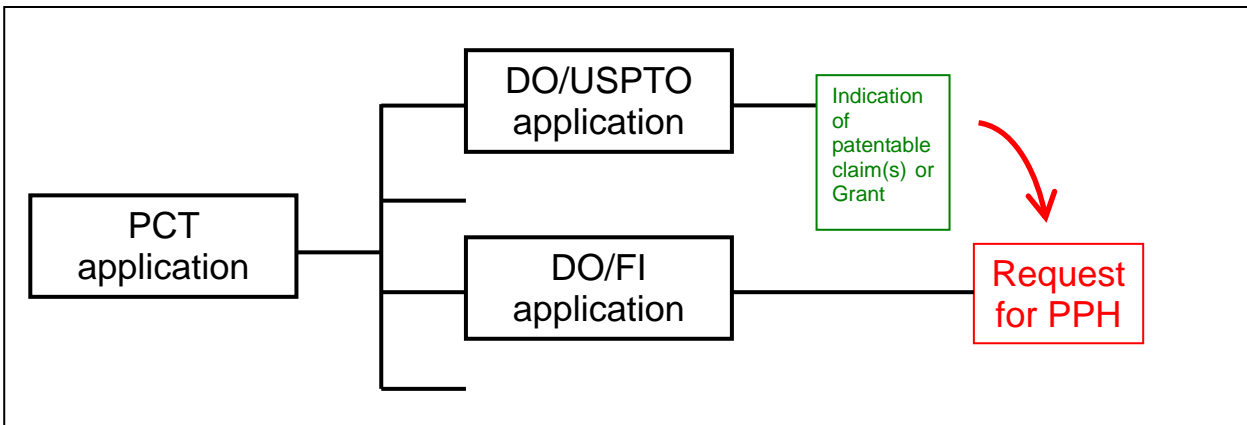 DO/USPTO
application
Indication
of
patentable
claim(s) or
Grant
PCT
application
DO/FI
application
Request
for PPH